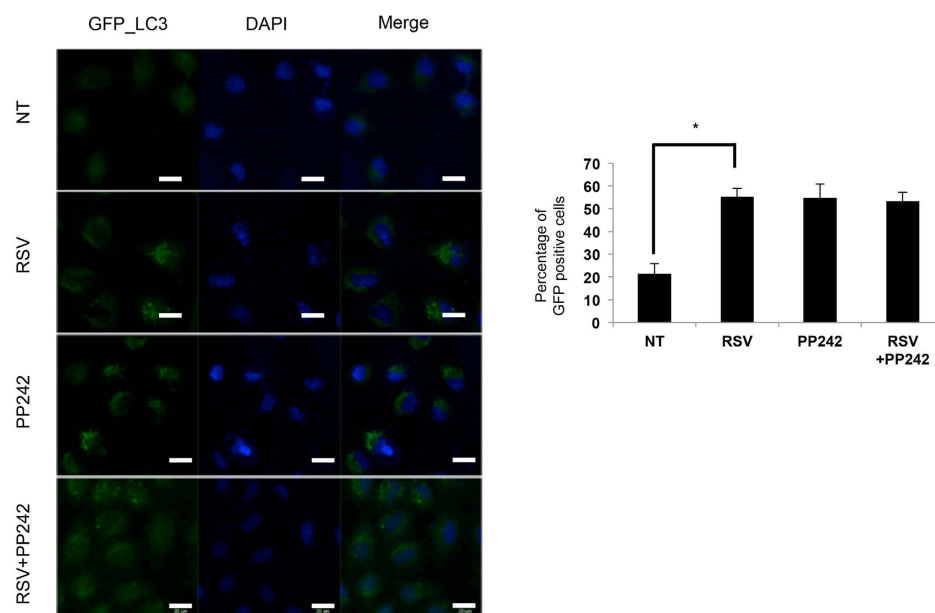 GFP_LC3 DAPI Merge
NT
RSV
PP242
RSV+PP242
*
Percentage of
GFP positive cells
70
60
50
40
30
20
10
0
NT RSV PP242 RSV
+PP242